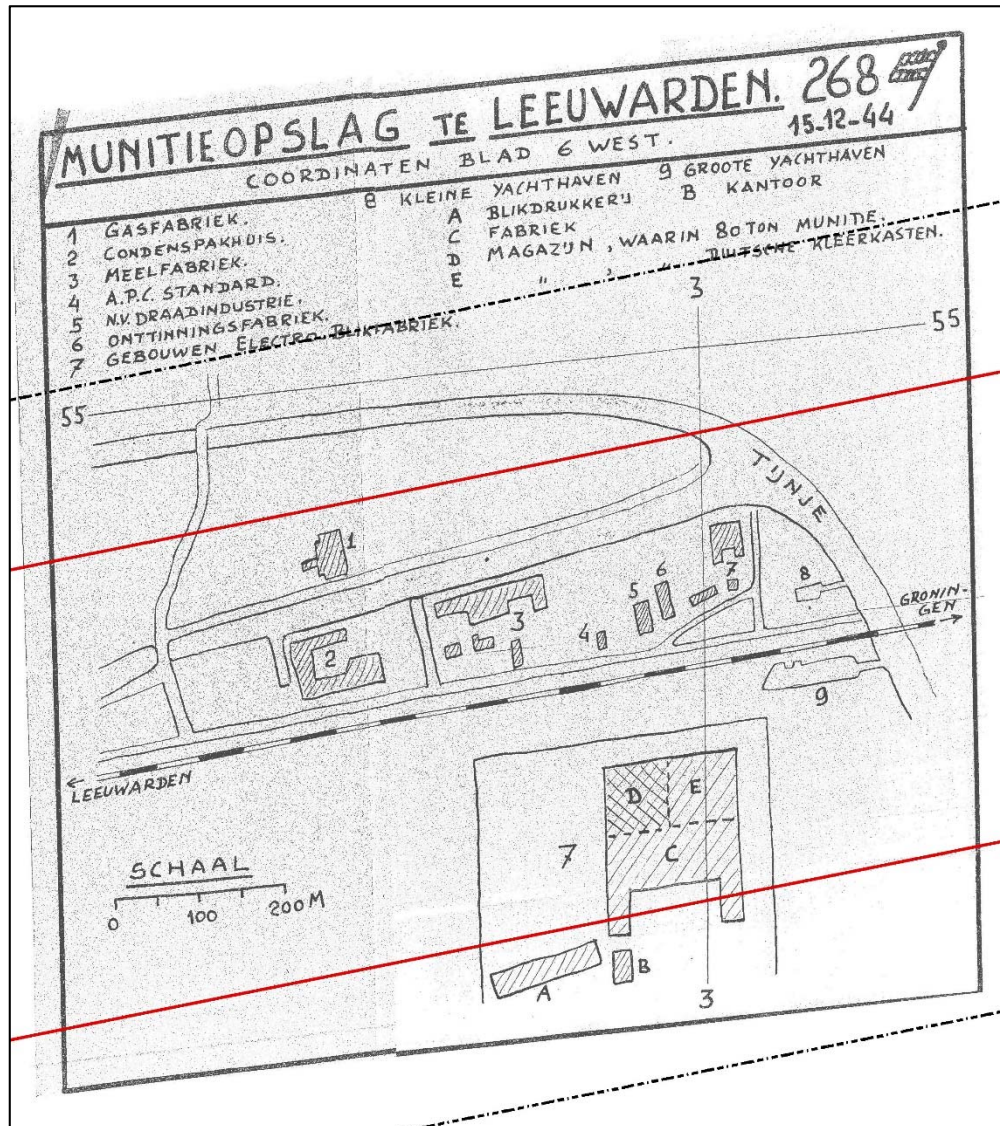 MUNITIEOPSLAG TE LEEUWARDEN. 268
15-12-44
COORDINATEN BLAD 6 WEST.
1 GASFABRIEK.
2 CONDENSPAKHUIS.
3 MEELFABRIEK.
4 A.P.C. STANDARD.
5 N.V. DRAADINDUSTRIE.
6 ONTTINNINGSFABRIEK.
7 GEBOUWEN ELECTRO BLIKFABRIEK.
8 KLEINE YACHTHAVEN 9 GROOTE YACHTHAVEN
A BLIKDRUKKERIJ B KANTOOR
C FABRIEK
D MAGAZIJN, WAARIN 80 TON MUNITIE.
E " , " DUITSCHE KLEERKASTEN.
3
55
55
TIJNJE
1
2
3
4
5
6
7
8
9
GRONIN-
GEN
← LEEUWARDEN
D E
7 C
A B
3
SCHAAL
0 100 200 M